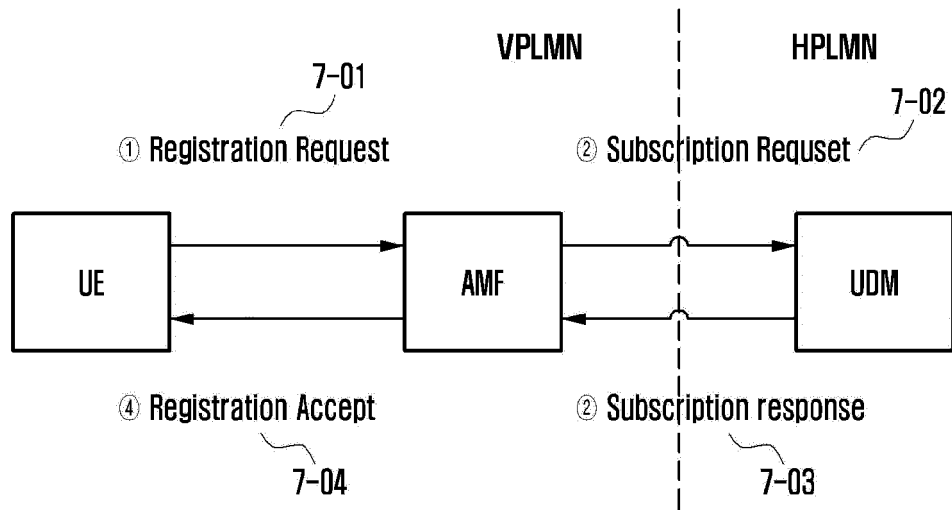 VPLMN
HPLMN
7-01
7-02
① Registration Request
② Subscription Requset
UE
AMF
UDM
④ Registration Accept
② Subscription response
7-04
7-03